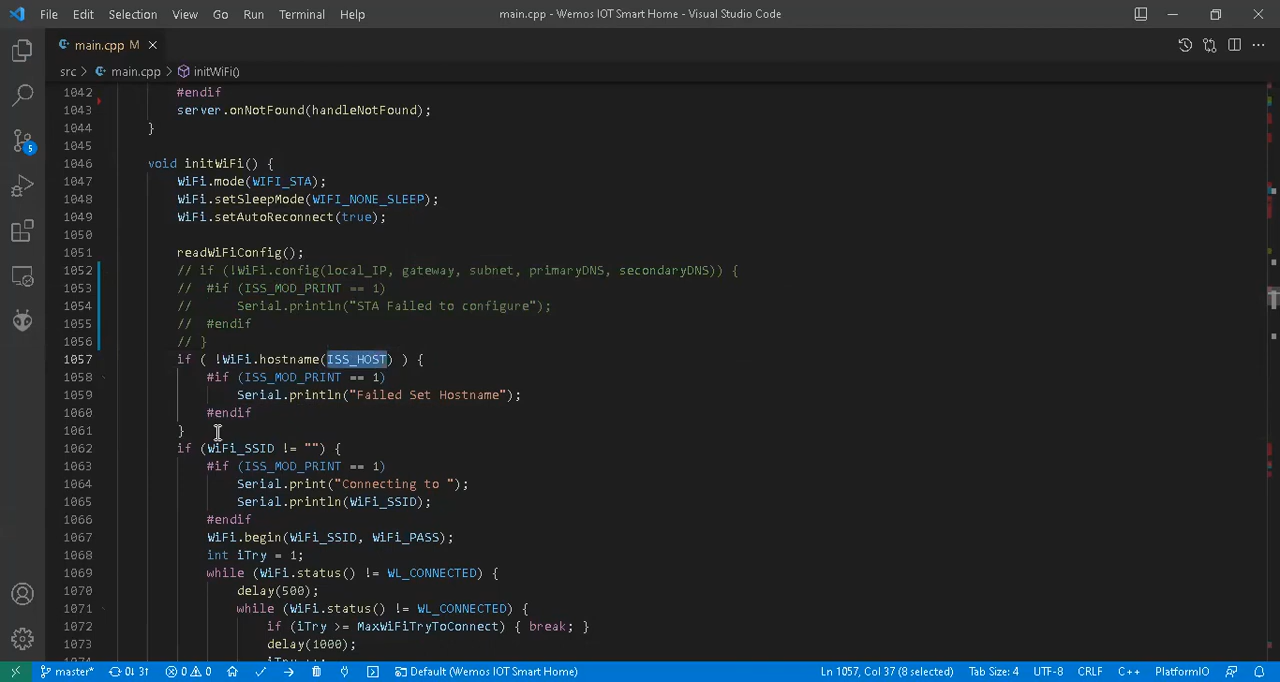 File Edit Selection View Go Run Terminal Help main.cpp - Wemos IOT Smart Home - Visual Studio Code
main.cpp M
src > main.cpp > initWiFi()
1042 #endif
1043 server.onNotFound(handleNotFound);
1044 }
1045
1046 void initWiFi() {
1047 WiFi.mode(WIFI_STA);
1048 WiFi.setSleepMode(WIFI_NONE_SLEEP);
1049 WiFi.setAutoReconnect(true);
1050
1051 readWiFiConfig();
1052 // if (!WiFi.config(local_IP, gateway, subnet, primaryDNS, secondaryDNS)) {
1053 // #if (ISS_MOD_PRINT == 1)
1054 // Serial.println("STA Failed to configure");
1055 // #endif
1056 // }
1057 if ( !WiFi.hostname(ISS_HOST) ) {
1058 #if (ISS_MOD_PRINT == 1)
1059 Serial.println("Failed Set Hostname");
1060 #endif
1061 }
1062 if (WiFi_SSID != "") {
1063 #if (ISS_MOD_PRINT == 1)
1064 Serial.print("Connecting to ");
1065 Serial.println(WiFi_SSID);
1066 #endif
1067 WiFi.begin(WiFi_SSID, WiFi_PASS);
1068 int iTry = 1;
1069 while (WiFi.status() != WL_CONNECTED) {
1070 delay(500);
1071 while (WiFi.status() != WL_CONNECTED) {
1072 if (iTry >= MaxWiFiTryToConnect) { break; }
1073 delay(1000);
5
master* 0↓ 3↑ 0 0 Default (Wemos IOT Smart Home) Ln 1057, Col 37 (8 selected) Tab Size: 4 UTF-8 CRLF C++ PlatformIO